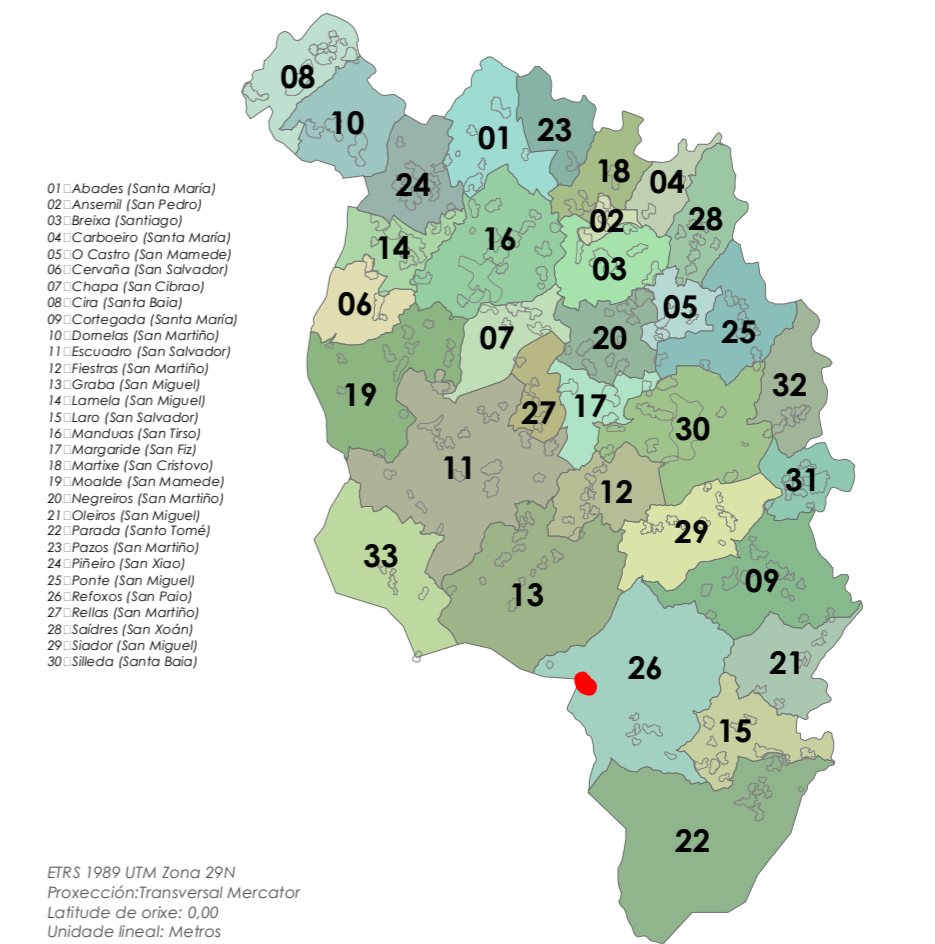 08
10
01
23
24
18
04
02
28
14
16
03
06
05
25
07
20
19
32
27
17
30
11
12
31
29
33
13
09
26
21
15
22
01 Abades (Santa María)
02 Ansemil (San Pedro)
03 Breixa (Santiago)
04 Carboeiro (Santa María)
05 O Castro (San Mamede)
06 Cervaña (San Salvador)
07 Chapa (San Cibrao)
08 Cira (Santa Baia)
09 Cortegada (Santa María)
10 Dornelas (San Martiño)
11 Escuadro (San Salvador)
12 Fiestras (San Martiño)
13 Graba (San Miguel)
14 Lamela (San Miguel)
15 Laro (San Salvador)
16 Manduas (San Tirso)
17 Margaride (San Fiz)
18 Martixe (San Cristovo)
19 Moalde (San Mamede)
20 Negreiros (San Martiño)
21 Oleiros (San Miguel)
22 Parada (Santo Tomé)
23 Pazos (San Martiño)
24 Piñeiro (San Xiao)
25 Ponte (San Miguel)
26 Refoxos (San Paio)
27 Rellas (San Martiño)
28 Saídres (San Xoán)
29 Siador (San Miguel)
30 Silleda (Santa Baia)
ETRS 1989 UTM Zona 29N
Proxección:Transversal Mercator
Latitude de orixe: 0,00
Unidade lineal: Metros